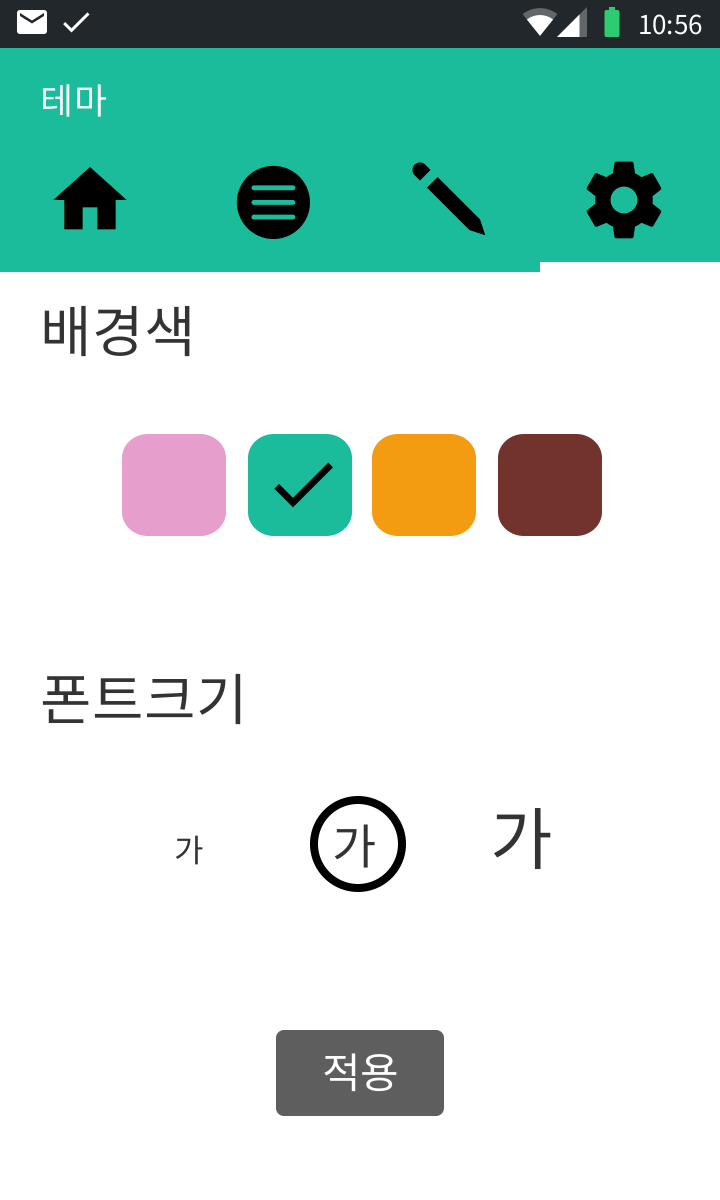 10:56
테마
배경색
폰트크기
가 가 가
적용